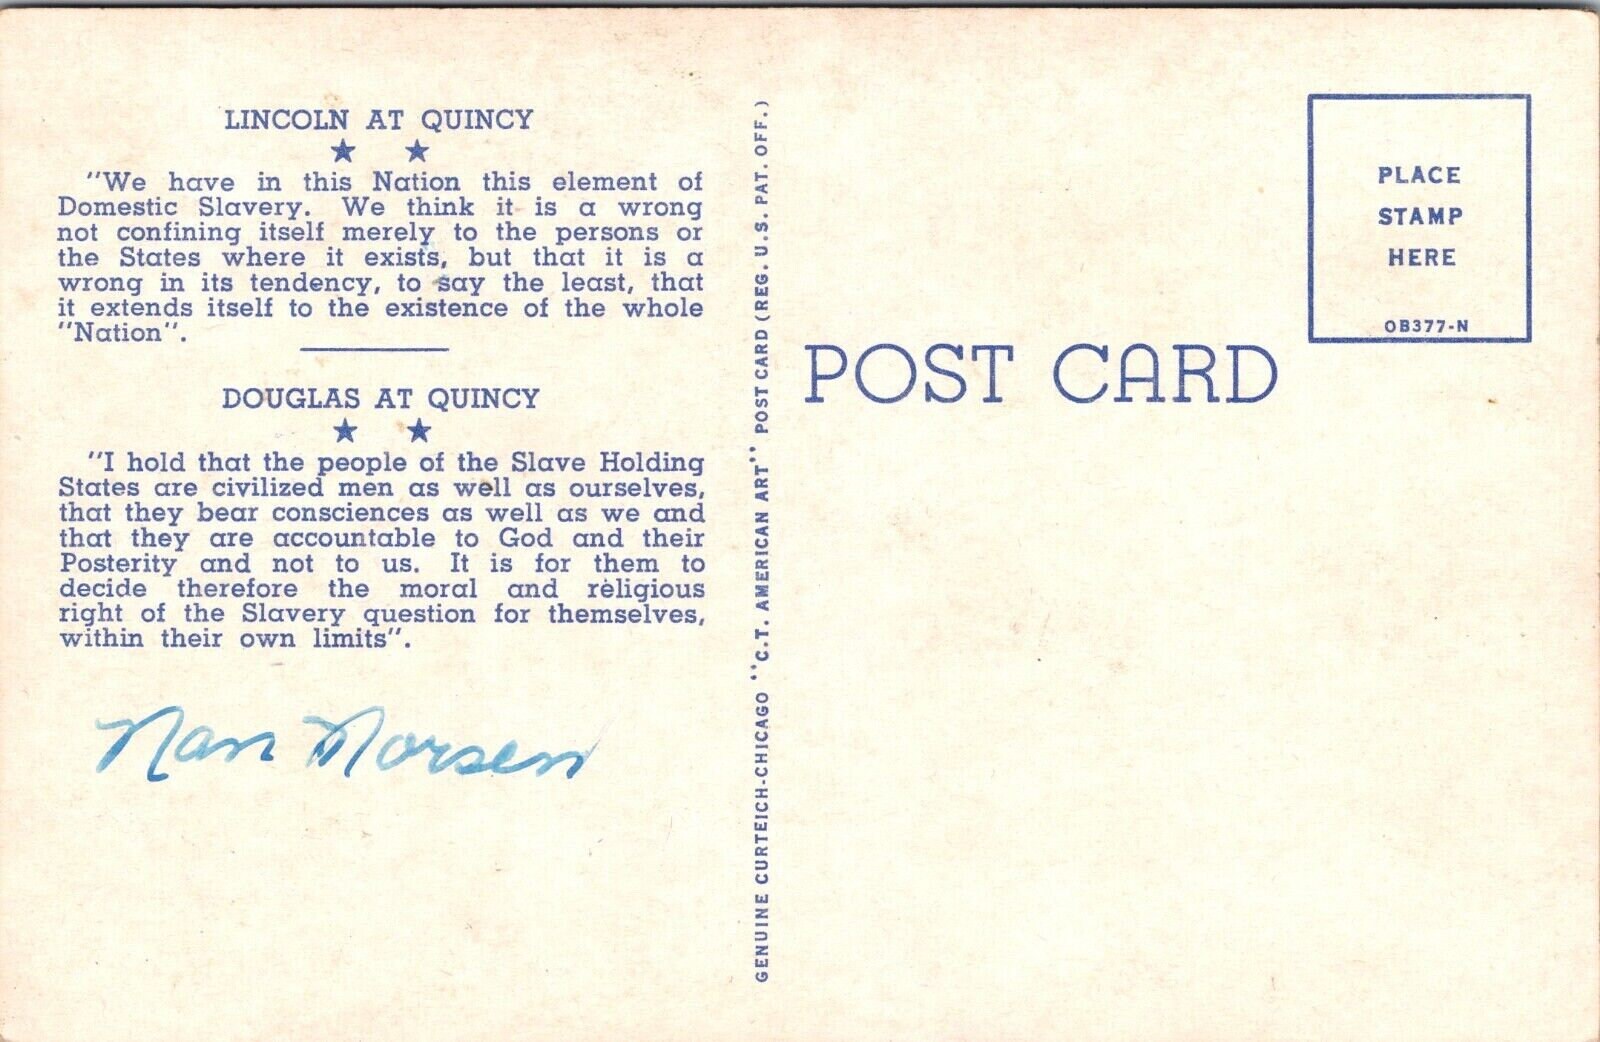 LINCOLN AT QUINCY
★ ★
"We have in this Nation this element of
Domestic Slavery. We think it is a wrong
not confining itself merely to the persons or
the States where it exists, but that it is a
wrong in its tendency, to say the least, that
it extends itself to the existence of the whole
"Nation".
DOUGLAS AT QUINCY
★ ★
"I hold that the people of the Slave Holding
States are civilized men as well as ourselves,
that they bear consciences as well as we and
that they are accountable to God and their
Posterity and not to us. It is for them to
decide therefore the moral and religious
right of the Slavery question for themselves,
within their own limits".
Nan Norsen
GENUINE CURTEICH-CHICAGO "C.T. AMERICAN ART" POST CARD (REG. U.S. PAT. OFF.)
POST CARD
PLACE
STAMP
HERE
OB377-N